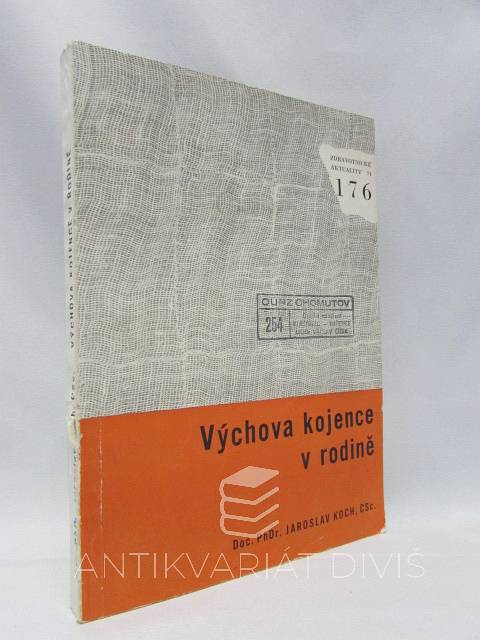 ZDRAVOTNICKÉ
AKTUALITY
176
OÚNZ CHOMUTOV
254
Výchova kojence
v rodině
Doc. PhDr. JAROSLAV KOCH, CSc.
VÝCHOVA KOJENCE V RODINĚ
ANTIKVARIÁT DIVIŠ